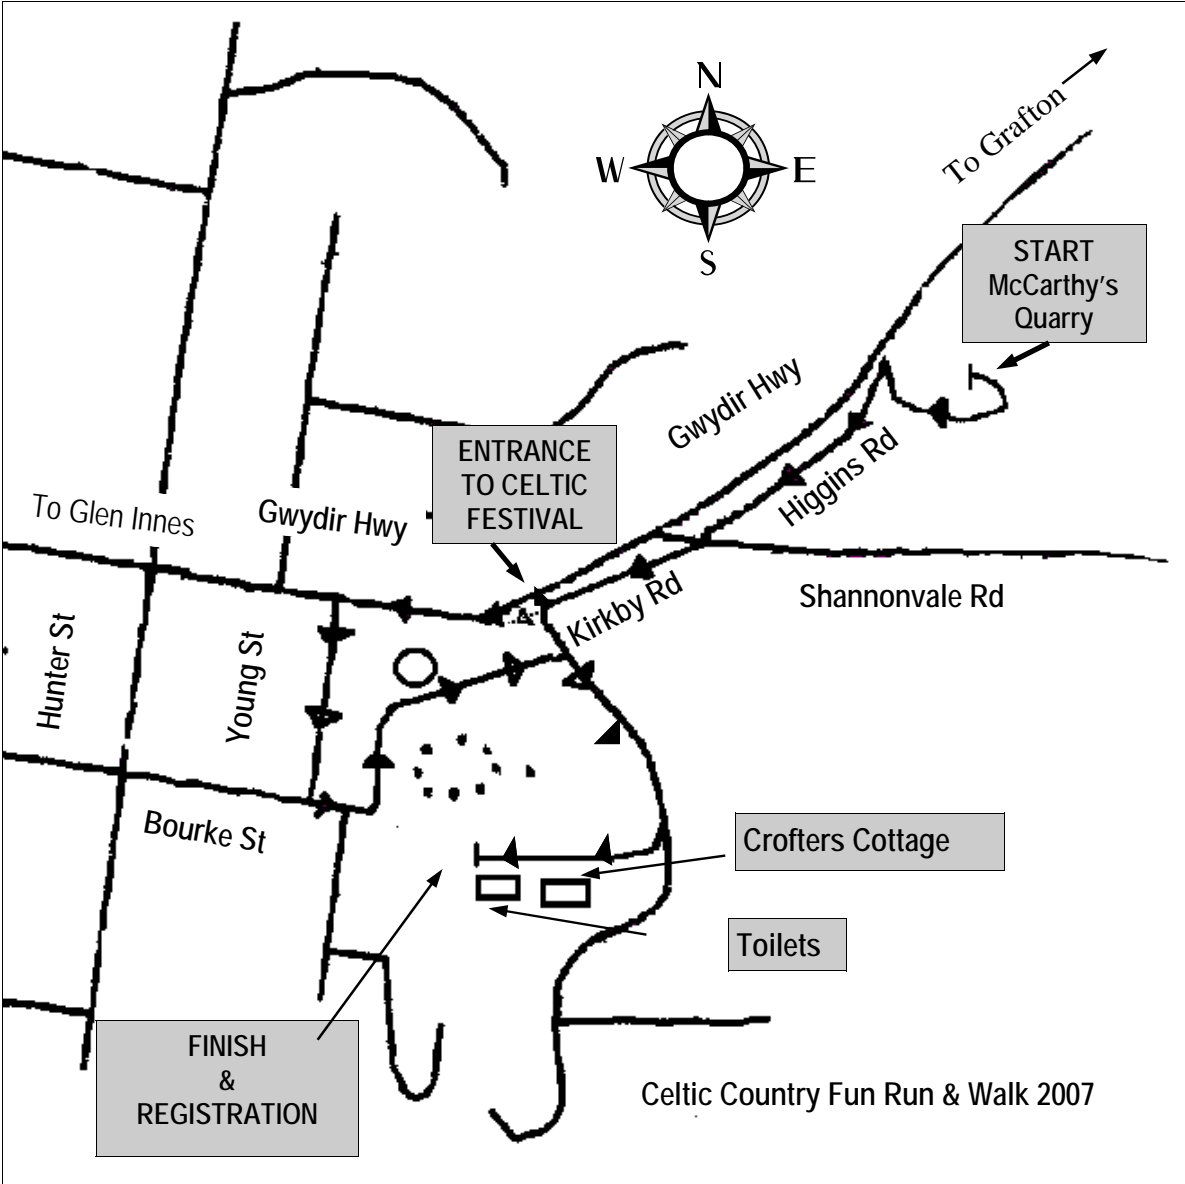 N
W
E
S
To Grafton
START
McCarthy's
Quarry
Gwydir Hwy
ENTRANCE
TO CELTIC
FESTIVAL
Higgins Rd
To Glen Innes
Gwydir Hwy
Kirkby Rd
Shannonvale Rd
Hunter St
Young St
Bourke St
Crofters Cottage
Toilets
FINISH
&
REGISTRATION
Celtic Country Fun Run & Walk 2007